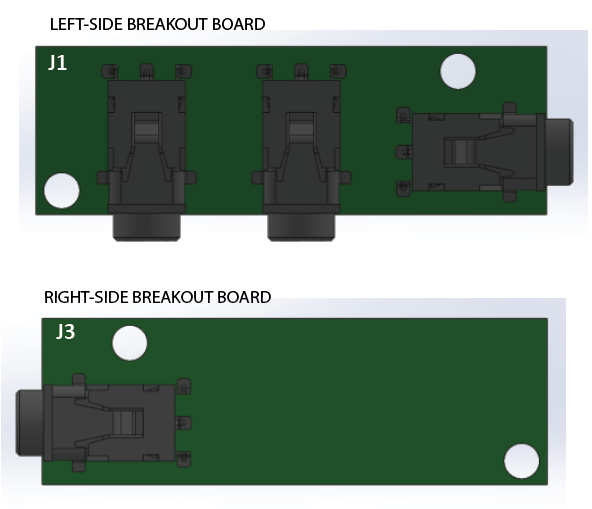 LEFT-SIDE BREAKOUT BOARD
J1
RIGHT-SIDE BREAKOUT BOARD
J3